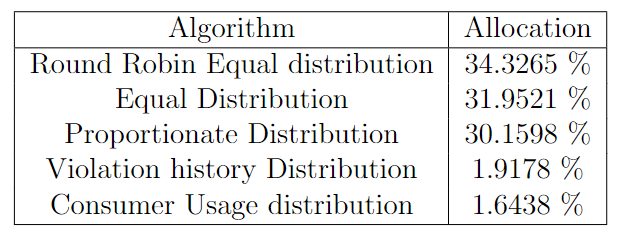 Algorithm Allocation
Round Robin Equal distribution 34.3265 %
Equal Distribution 31.9521 %
Proportionate Distribution 30.1598 %
Violation history Distribution 1.9178 %
Consumer Usage distribution 1.6438 %